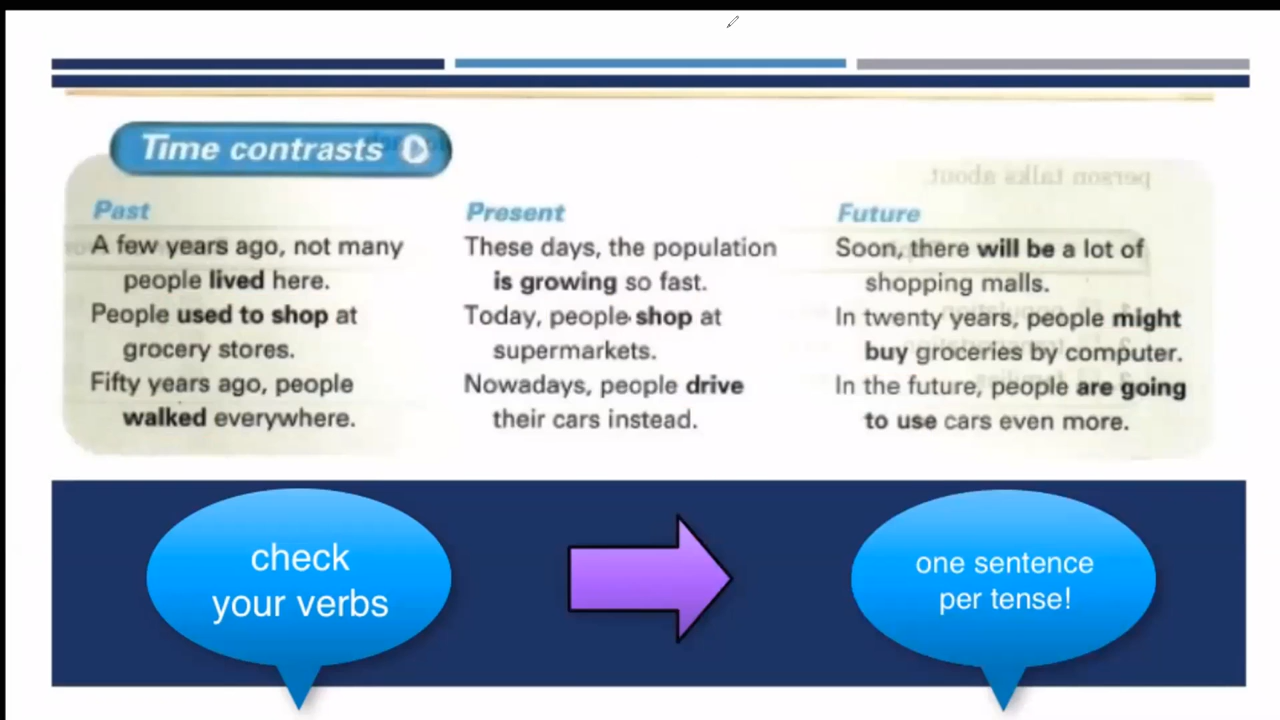 Time contrasts
Past
A few years ago, not many
people lived here.
People used to shop at
grocery stores.
Fifty years ago, people
walked everywhere.
Present
These days, the population
is growing so fast.
Today, people shop at
supermarkets.
Nowadays, people drive
their cars instead.
person talks about
Future
Soon, there will be a lot of
shopping malls.
In twenty years, people might
buy groceries by computer.
In the future, people are going
to use cars even more.
check
your verbs
one sentence
per tense!